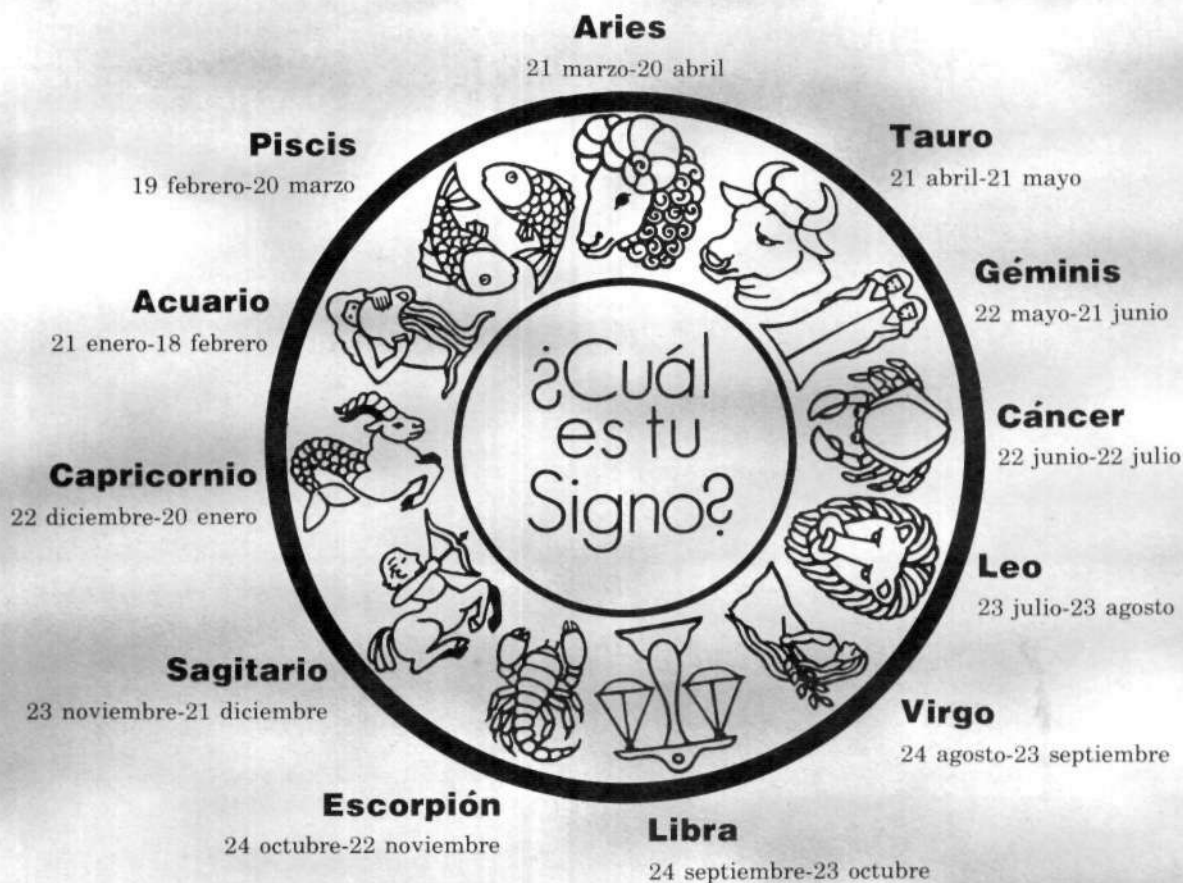 Aries
21 marzo-20 abril
Tauro
21 abril-21 mayo
Géminis
22 mayo-21 junio
Cáncer
22 junio-22 julio
Leo
23 julio-23 agosto
Virgo
24 agosto-23 septiembre
Libra
24 septiembre-23 octubre
Escorpión
24 octubre-22 noviembre
Sagitario
23 noviembre-21 diciembre
Capricornio
22 diciembre-20 enero
Acuario
21 enero-18 febrero
Piscis
19 febrero-20 marzo
¿Cuál
es tu
Signo?